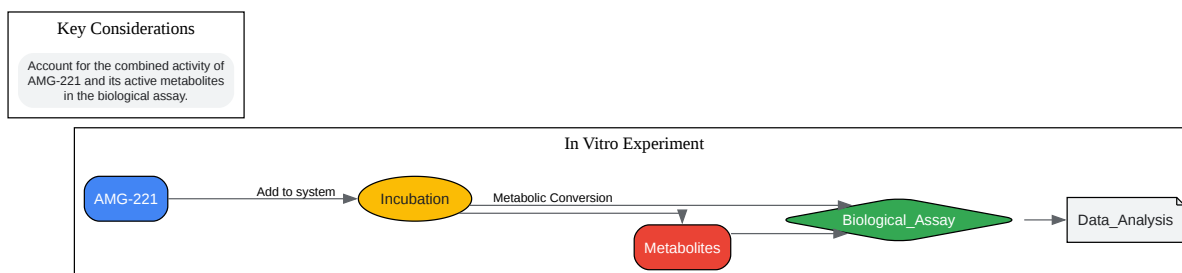 Key Considerations
Account for the combined activity of
AMG-221 and its active metabolites
in the biological assay.
In Vitro Experiment
AMG-221
Add to system
Incubation
Metabolic Conversion
Metabolites
Biological_Assay
Data_Analysis